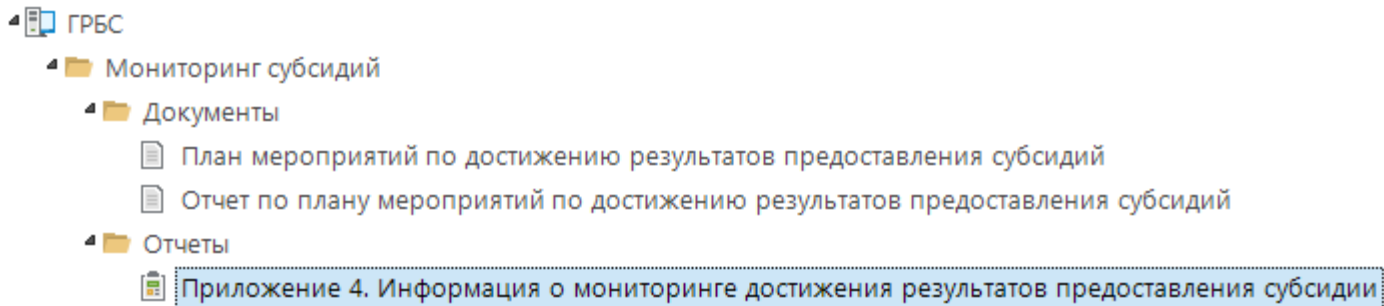 ГРБС
Мониторинг субсидий
Документы
План мероприятий по достижению результатов предоставления субсидий
Отчет по плану мероприятий по достижению результатов предоставления субсидий
Отчеты
Приложение 4. Информация о мониторинге достижения результатов предоставления субсидии